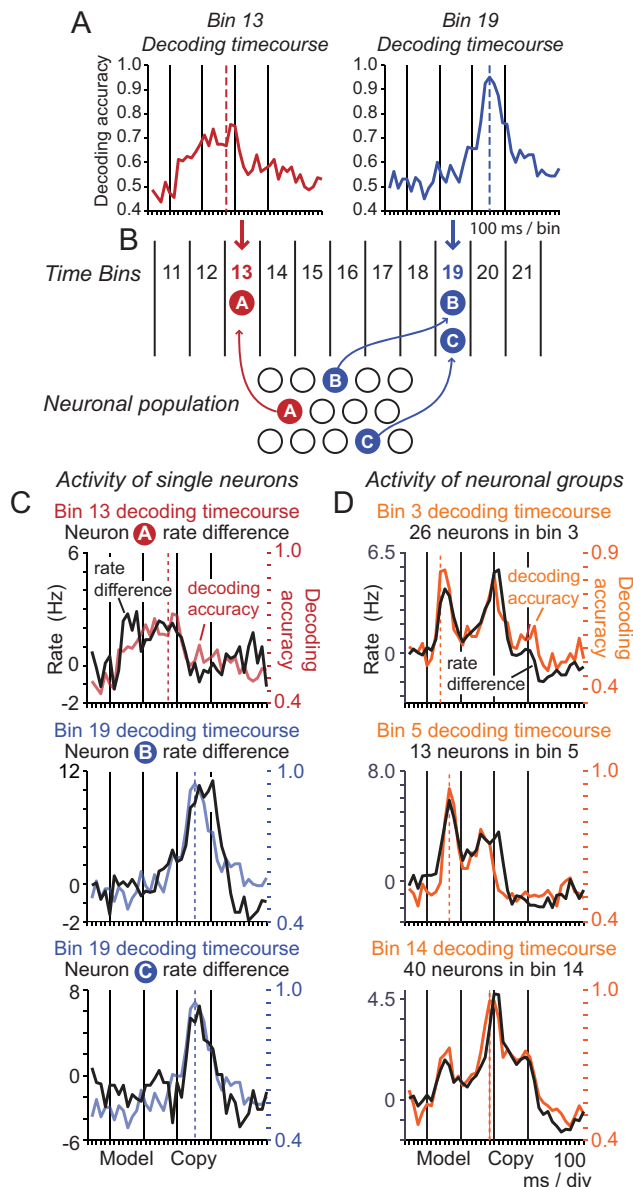 A
Bin 13
Decoding timecourse
Bin 19
Decoding timecourse
Decoding accuracy
1.0
0.9
0.8
0.7
0.6
0.5
0.4
1.0
0.9
0.8
0.7
0.6
0.5
0.4
100 ms / bin
B
Time Bins
11 12 13 14 15 16 17 18 19 20 21
A B
C
Neuronal population
B
A
C
Activity of single neurons
C
Bin 13 decoding timecourse
Neuron A rate difference
6
0
-2
Rate (Hz)
rate
difference
decoding
accuracy
1.0
0.4
Decoding
accuracy
Bin 19 decoding timecourse
Neuron B rate difference
12
0
-2
1.0
0.4
Bin 19 decoding timecourse
Neuron C rate difference
8
0
-6
1.0
0.4
Model Copy
Activity of neuronal groups
D
Bin 3 decoding timecourse
26 neurons in bin 3
6.5
0
Rate (Hz)
decoding
accuracy
rate
difference
0.9
0.4
Decoding
accuracy
Bin 5 decoding timecourse
13 neurons in bin 5
8.0
0
1.0
0.4
Bin 14 decoding timecourse
40 neurons in bin 14
4.5
0
1.0
0.4
Model Copy 100
ms / div